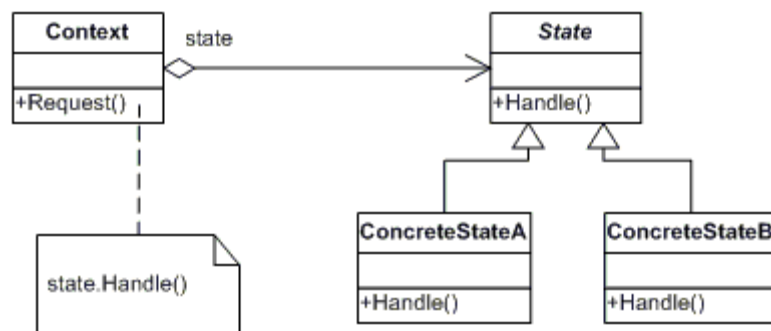 Context
state
State
+Request()
+Handle()
ConcreteStateA
ConcreteStateB
state.Handle()
+Handle()
+Handle()